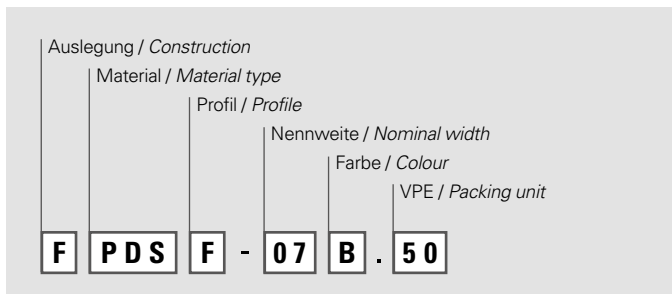 Auslegung / Construction
Material / Material type
Profil / Profile
Nennweite / Nominal width
Farbe / Colour
VPE / Packing unit
F PDS F - 07 B . 50